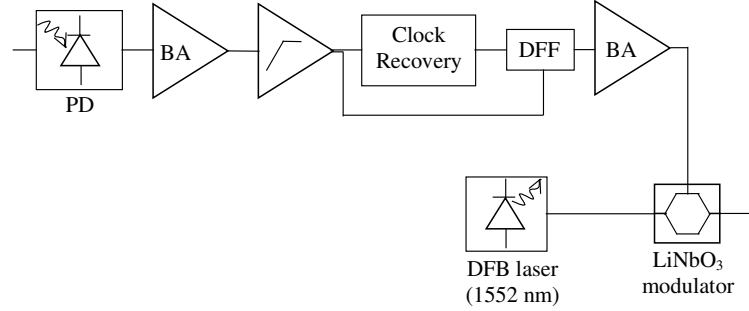 BA
Clock
Recovery
DFF
BA
PD
DFB laser
(1552 nm)
LiNbO₃
modulator